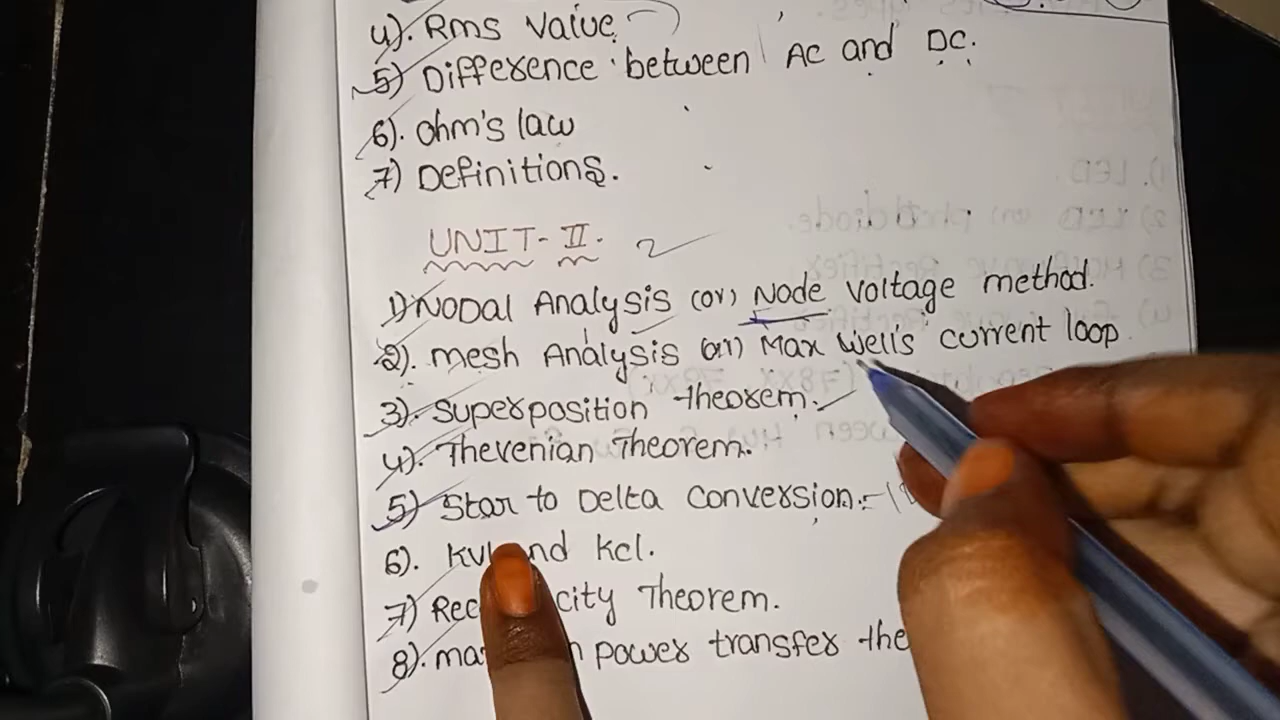 4). Rms Value
5) Difference between AC and DC.
6). ohm's law
7) Definitions.
UNIT- II.
1) Nodal Analysis (or) Node Voltage method.
2). mesh Analysis (or) Max well's current loop
3). Superposition theorem.
4). Thevenian Theorem.
5) Star to Delta Conversion.
6). and kcl.
7) Theorem.
8). power transfer